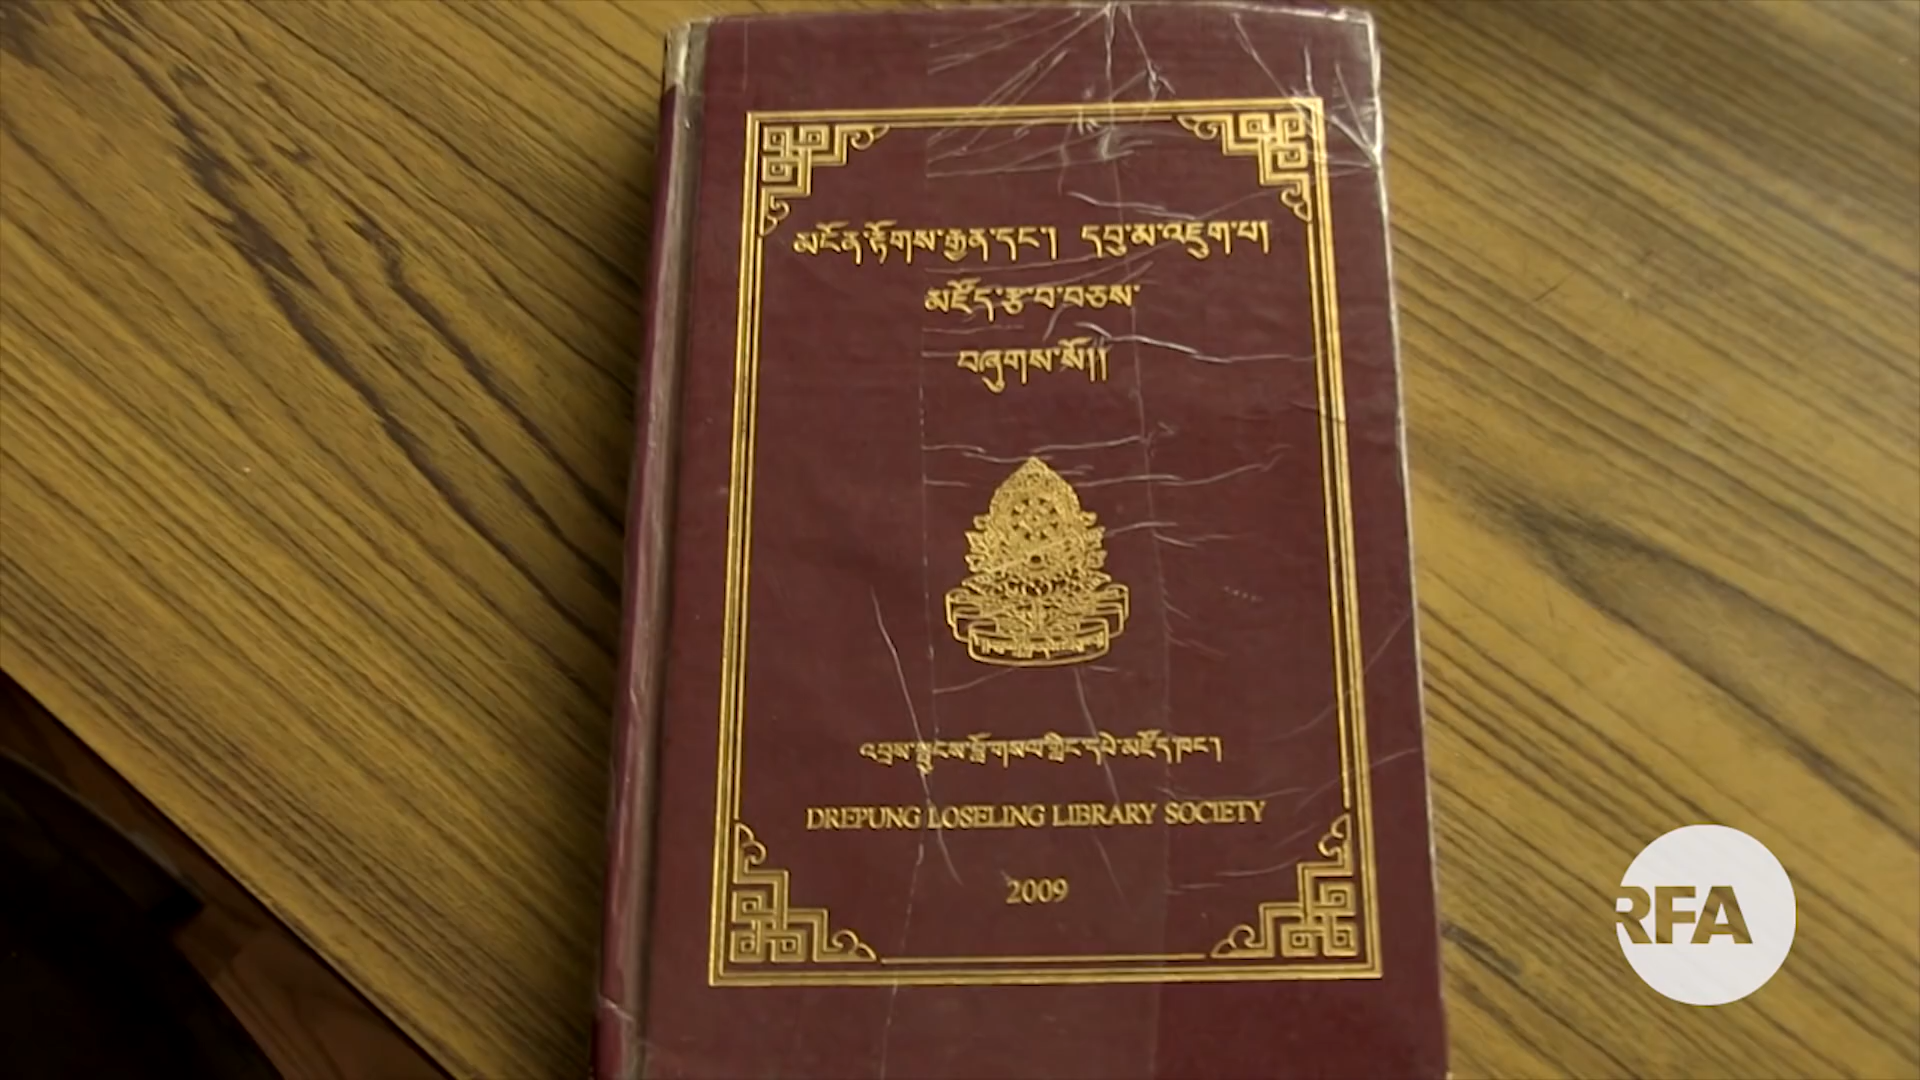 མངོན་རྟོགས་རྒྱན་དང་། དབུ་མ་འཇུག་པ།
མཛོད་རྩ་བ་བཅས་
བཞུགས་སོ།།
འབྲས་སྤུངས་བློ་གསལ་གླིང་དཔེ་མཛོད་ཁང་།
DREPUNG LOSELING LIBRARY SOCIETY
2009
RFA